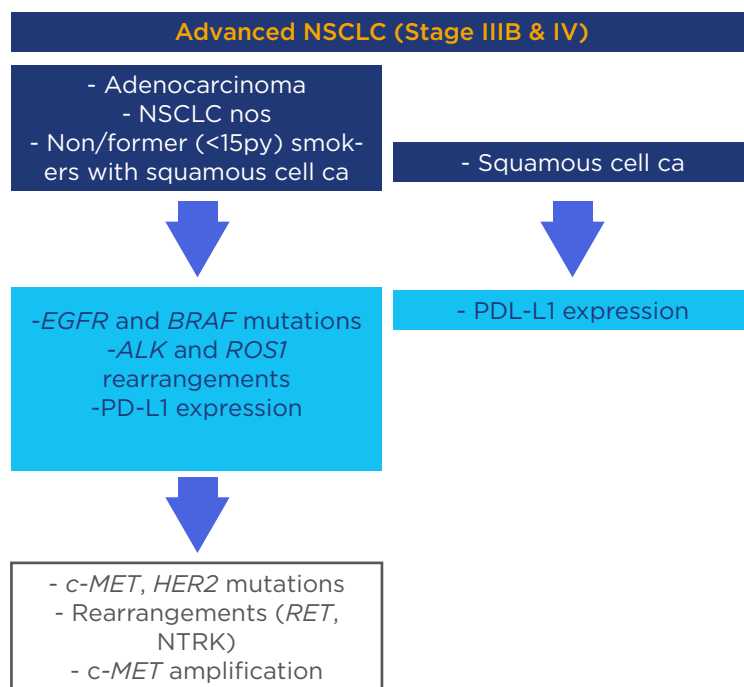 Advanced NSCLC (Stage IIIB & IV)
- Adenocarcinoma
- NSCLC nos
- Non/former (<15py) smok-
ers with squamous cell ca
- Squamous cell ca
-EGFR and BRAF mutations
-ALK and ROS1
rearrangements
-PD-L1 expression
- PDL-L1 expression
- c-MET, HER2 mutations
- Rearrangements (RET,
NTRK)
- c-MET amplification